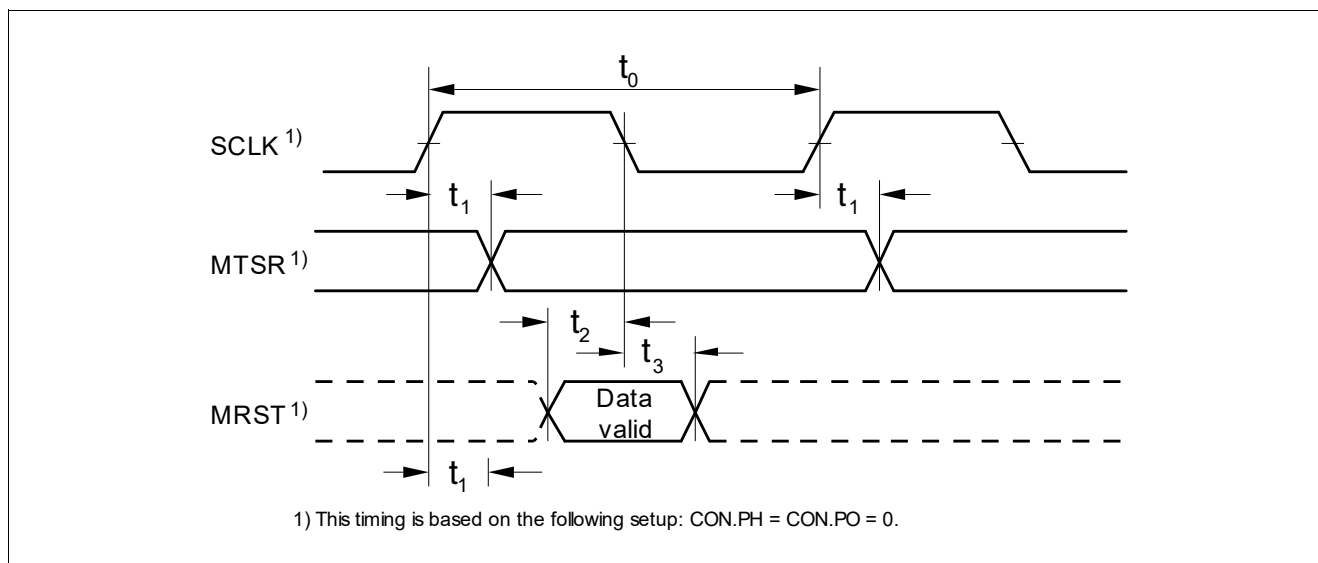 t0
SCLK 1)
t1 t1
MTSR 1)
t2
t3
MRST 1)
Data
valid
t1
1) This timing is based on the following setup: CON.PH = CON.PO = 0.